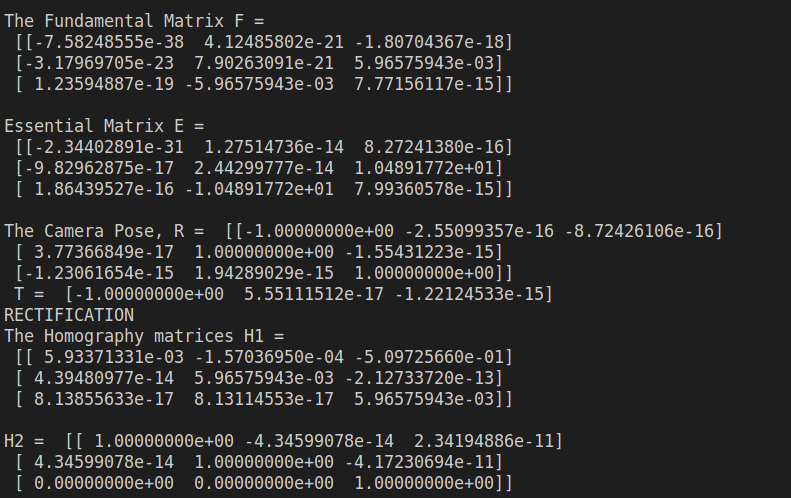 The Fundamental Matrix F =
[[-7.58248555e-38 4.12485802e-21 -1.80704367e-18]
[-3.17969705e-23 7.90263091e-21 5.96575943e-03]
[ 1.23594887e-19 -5.96575943e-03 7.77156117e-15]]
Essential Matrix E =
[[-2.34402891e-31 1.27514736e-14 8.27241380e-16]
[-9.82962875e-17 2.44299777e-14 1.04891772e+01]
[ 1.86439527e-16 -1.04891772e+01 7.99360578e-15]]
The Camera Pose, R = [[-1.00000000e+00 -2.55099357e-16 -8.72426106e-16]
[ 3.77366849e-17 1.00000000e+00 -1.55431223e-15]
[-1.23061654e-15 1.94289029e-15 1.00000000e+00]]
T = [-1.00000000e+00 5.55111512e-17 -1.22124533e-15]
RECTIFICATION
The Homography matrices H1 =
[[ 5.93371331e-03 -1.57036950e-04 -5.09725660e-01]
[ 4.39480977e-14 5.96575943e-03 -2.12733720e-13]
[ 8.13855633e-17 8.13114553e-17 5.96575943e-03]]
H2 = [[ 1.00000000e+00 -4.34599078e-14 2.34194886e-11]
[ 4.34599078e-14 1.00000000e+00 -4.17230694e-11]
[ 0.00000000e+00 0.00000000e+00 1.00000000e+00]]